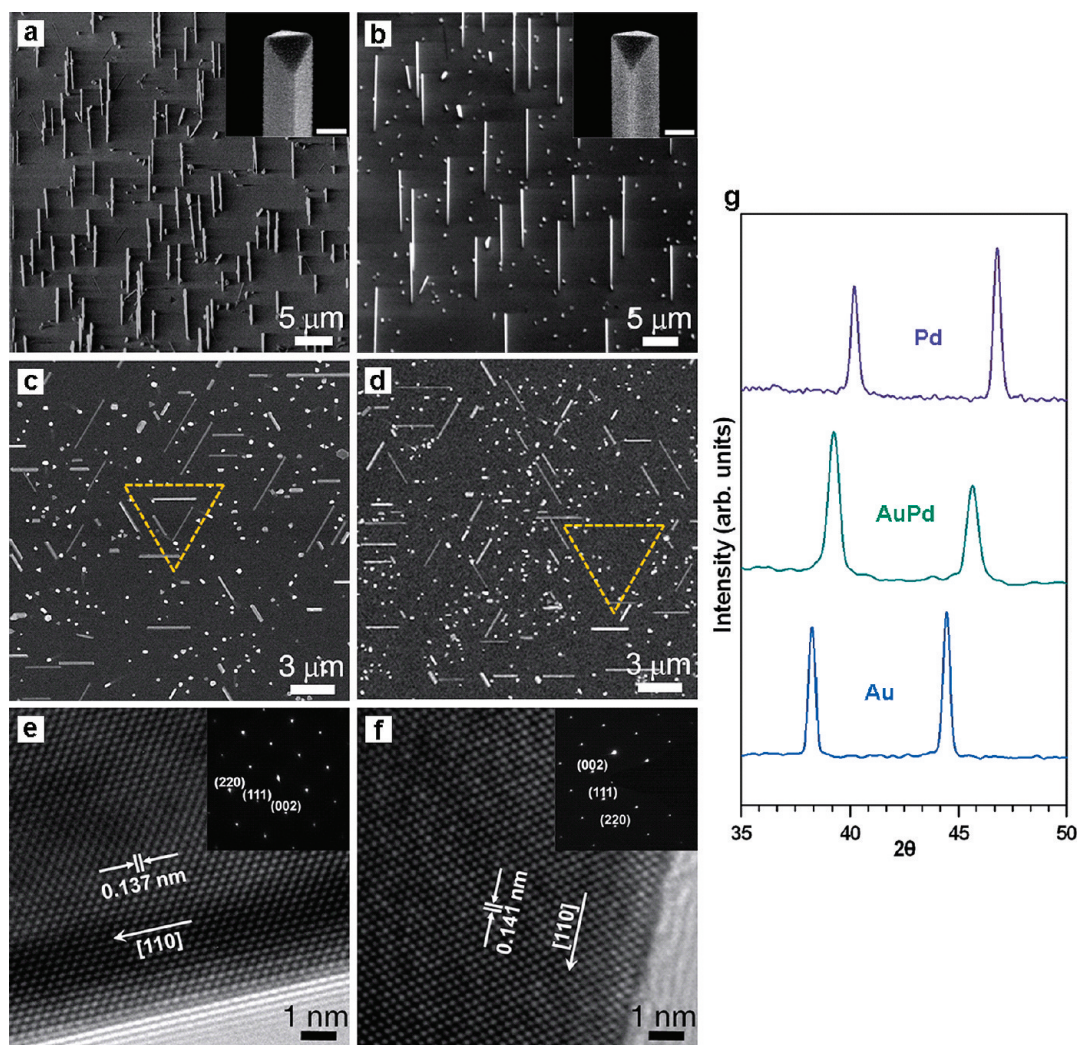 a
5 μm
b
5 μm
c
3 μm
d
3 μm
e
(220)
(111)
(002)
0.137 nm
[110]
1 nm
f
(002)
(111)
(220)
0.141 nm
[110]
1 nm
g
Pd
AuPd
Au
Intensity (arb. units)
35 40 45 50
2θ